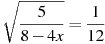 √(5/(8 − 4x)) = 1/12